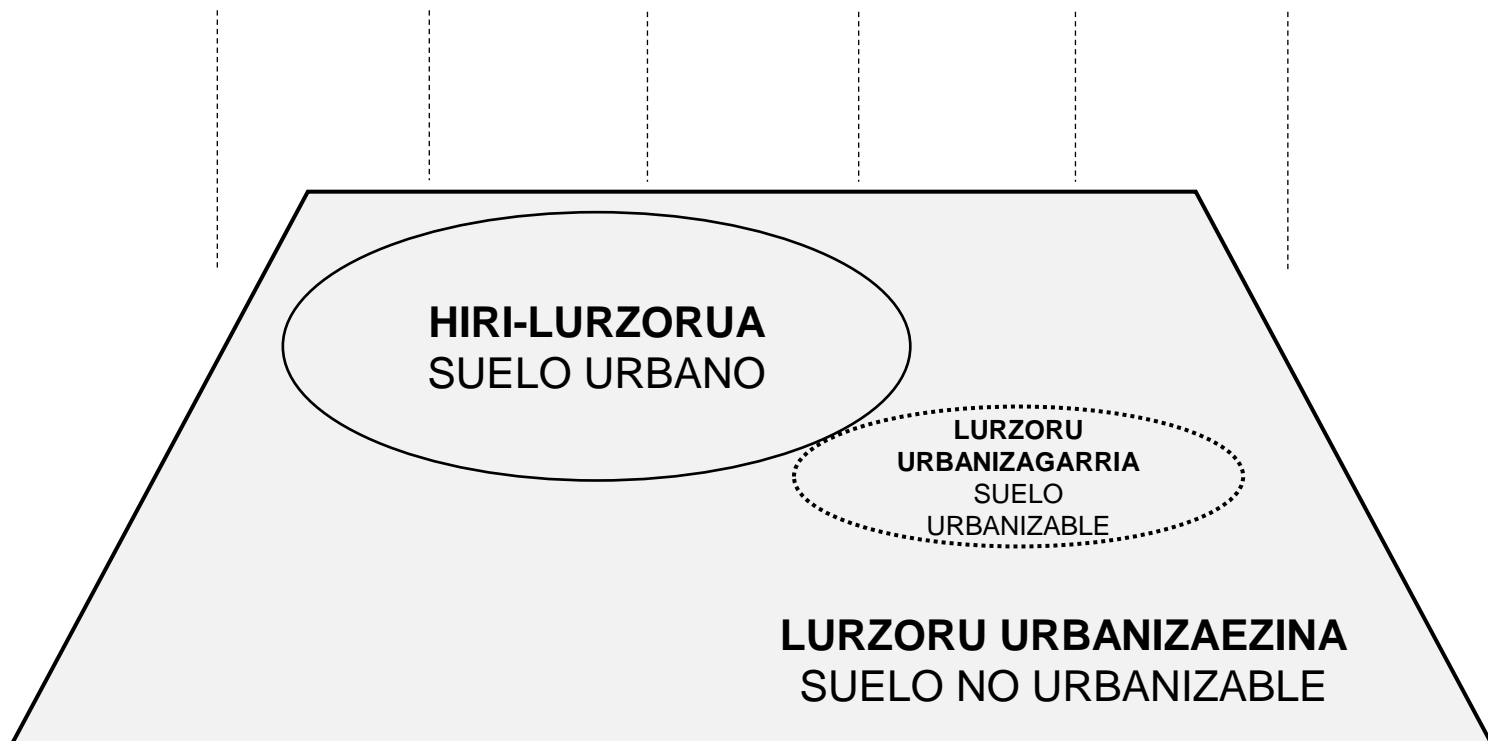 HIRI-LURZORUA
SUELO URBANO
LURZORU
URBANIZAGARRIA
SUELO
URBANIZABLE
LURZORU URBANIZAEZINA
SUELO NO URBANIZABLE